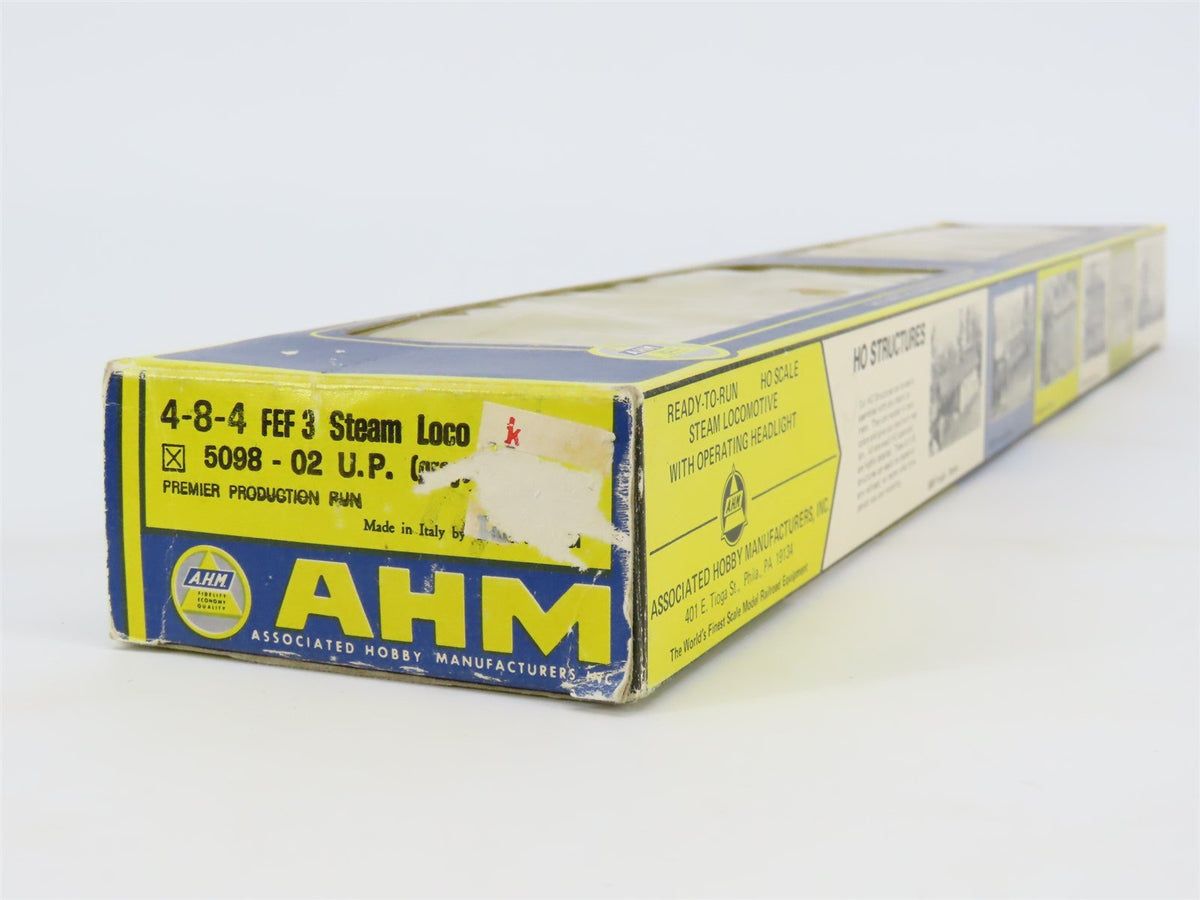 4-8-4 FEF 3 Steam Loco
5098 - 02 U.P.
PREMIER PRODUCTION RUN
Made in Italy by
A.H.M.
FIDELITY
ECONOMY
QUALITY
AHM
ASSOCIATED HOBBY MANUFACTURERS INC.
k
AHM
READY-TO-RUN HO SCALE
STEAM LOCOMOTIVE
WITH OPERATING HEADLIGHT
AHM
ASSOCIATED HOBBY MANUFACTURERS, INC.
401 E. Tioga St., Phila., PA 19134
The World's Finest Scale Model Railroad Equipment
HO STRUCTURES